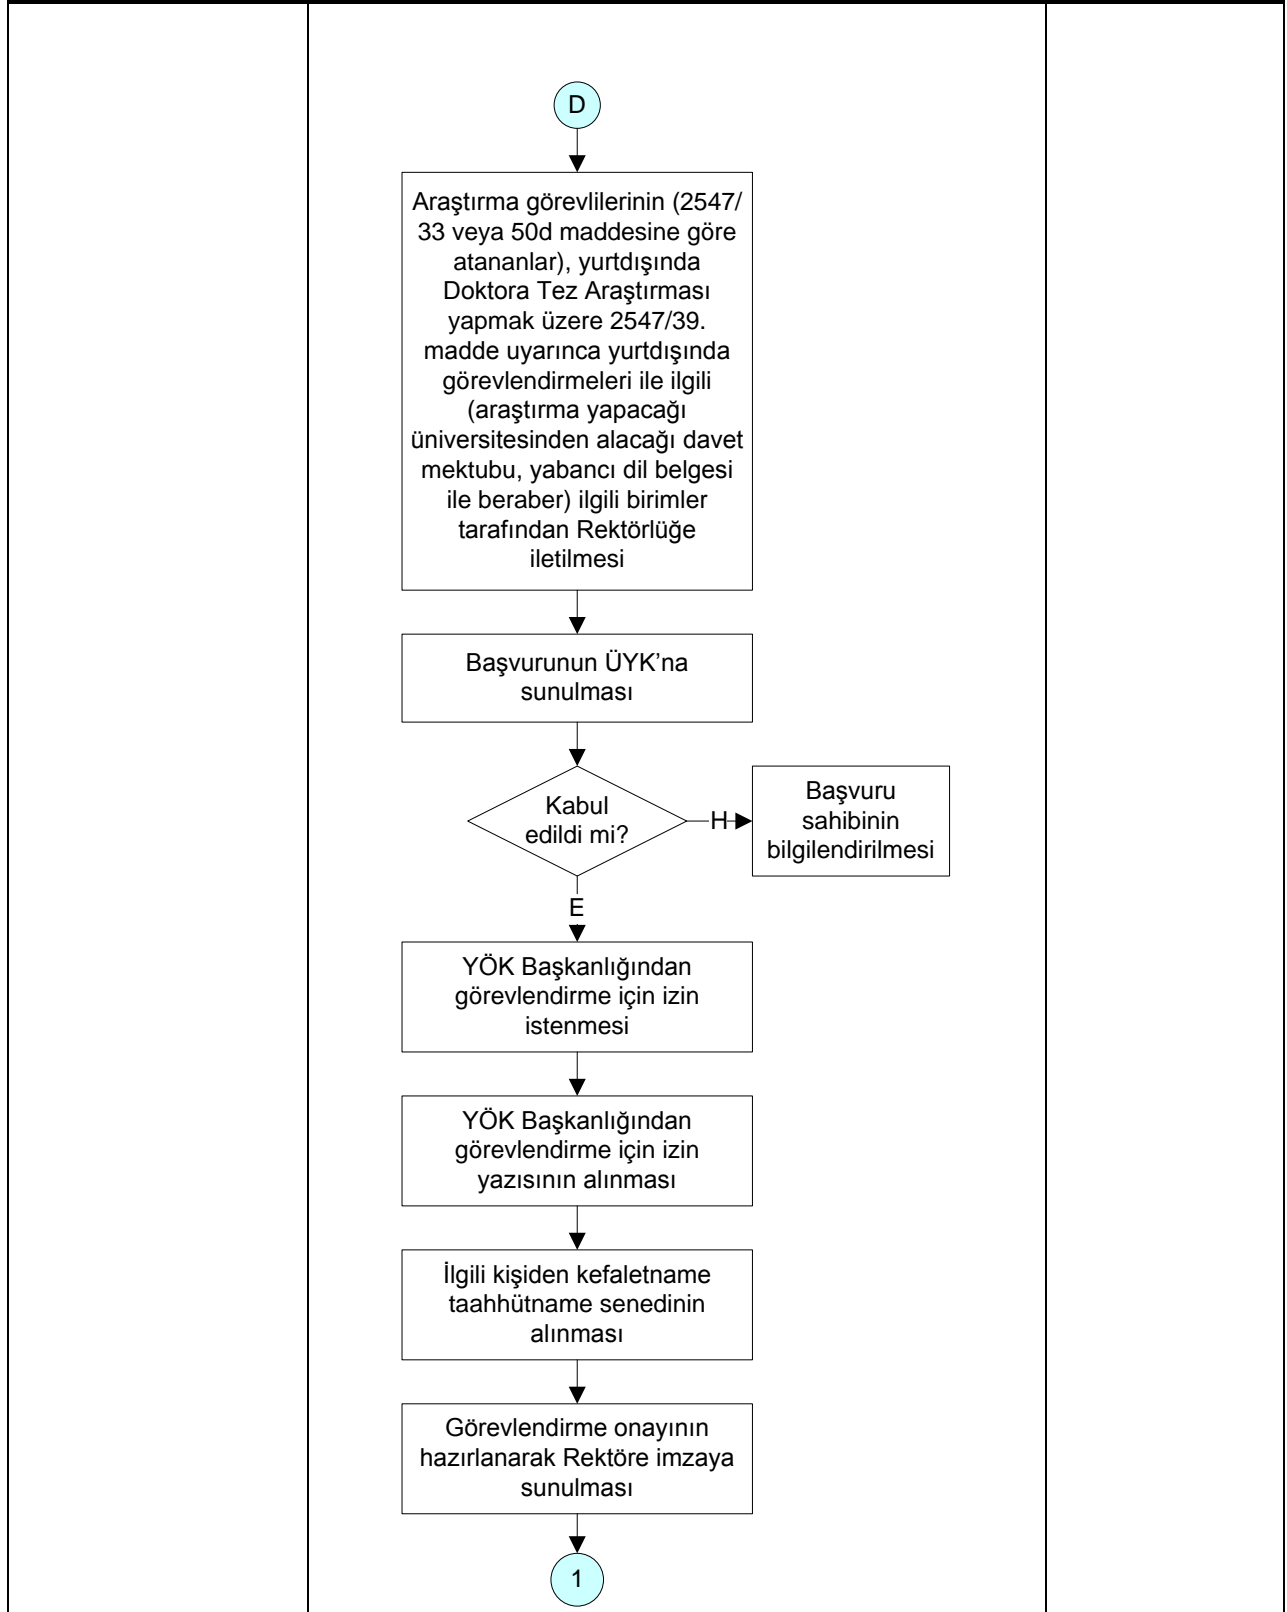 D
Araştırma görevlilerinin (2547/
33 veya 50d maddesine göre
atananlar), yurtdışında
Doktora Tez Araştırması
yapmak üzere 2547/39.
madde uyarınca yurtdışında
görevlendirmeleri ile ilgili
(araştırma yapacağı
üniversitesinden alacağı davet
mektubu, yabancı dil belgesi
ile beraber) ilgili birimler
tarafından Rektörlüğe
iletilmesi
Başvurunun ÜYK’na
sunulması
Kabul
edildi mi?
H
Başvuru
sahibinin
bilgilendirilmesi
E
YÖK Başkanlığından
görevlendirme için izin
istenmesi
YÖK Başkanlığından
görevlendirme için izin
yazısının alınması
İlgili kişiden kefaletname
taahhütname senedinin
alınması
Görevlendirme onayının
hazırlanarak Rektöre imzaya
sunulması
1